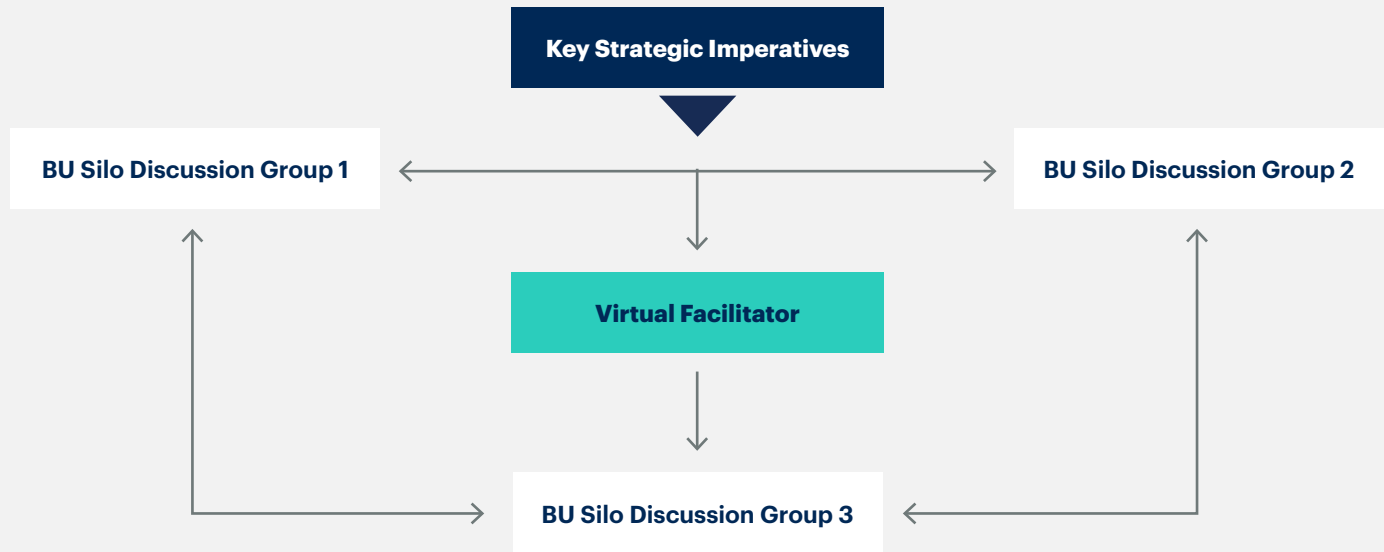 Key Strategic Imperatives
BU Silo Discussion Group 1
BU Silo Discussion Group 2
Virtual Facilitator
BU Silo Discussion Group 3